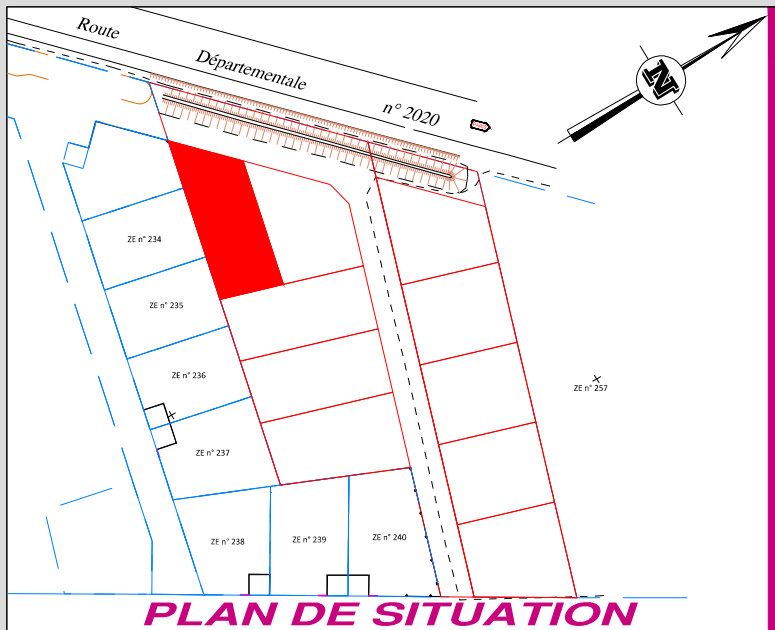 Route
Départementale
n° 2020
N
ZE n° 234
ZE n° 235
ZE n° 236
ZE n° 237
ZE n° 257
ZE n° 238
ZE n° 239
ZE n° 240
PLAN DE SITUATION